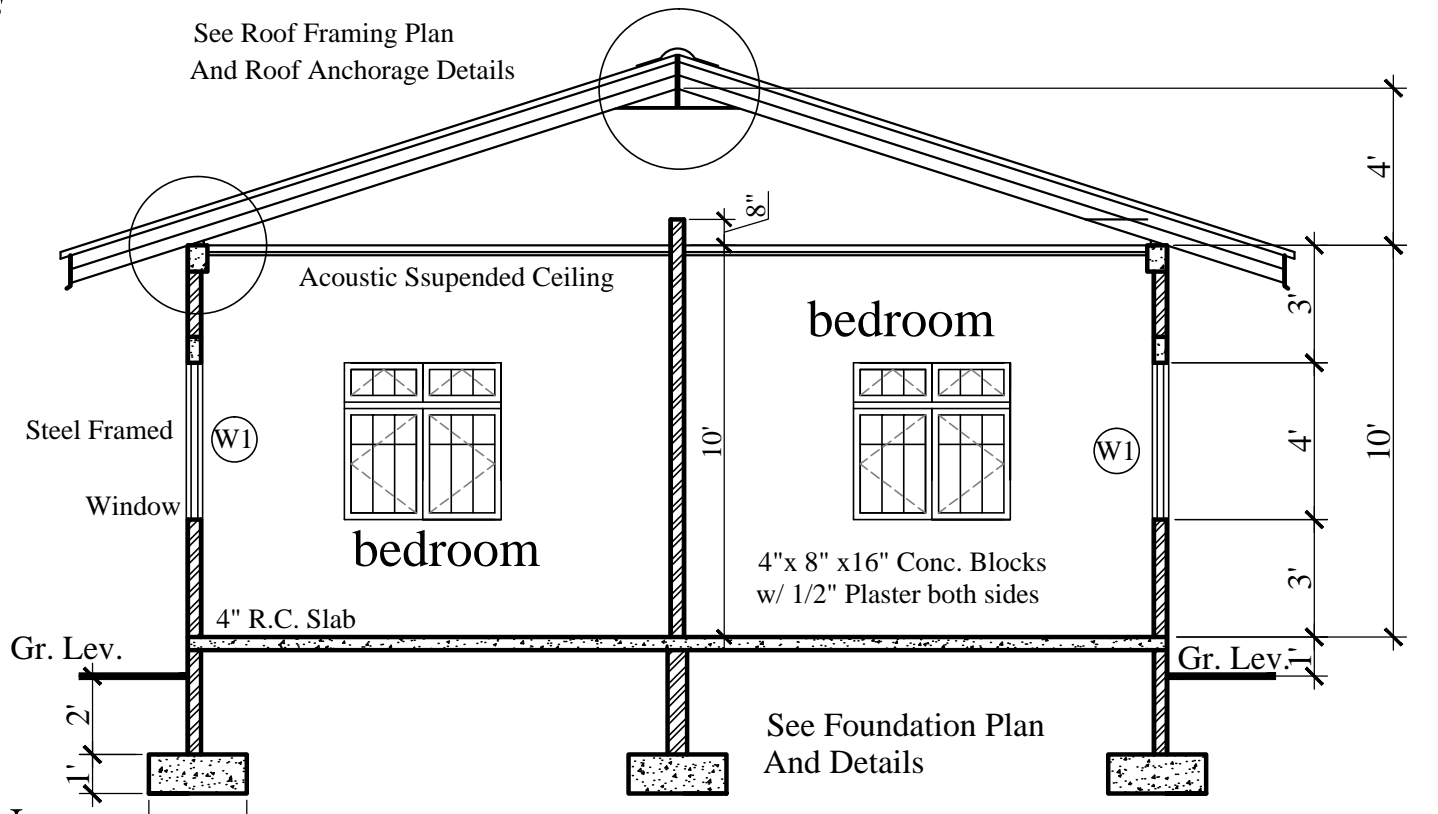 See Roof Framing Plan
And Roof Anchorage Details
4'
8"
Acoustic Ssupended Ceiling
bedroom
3'
Steel Framed
W1
10'
W1
4'
10'
Window
bedroom
4"x 8" x16" Conc. Blocks
w/ 1/2" Plaster both sides
3'
4" R.C. Slab
Gr. Lev.
Gr. Lev.
1'
2'
See Foundation Plan
And Details
1'